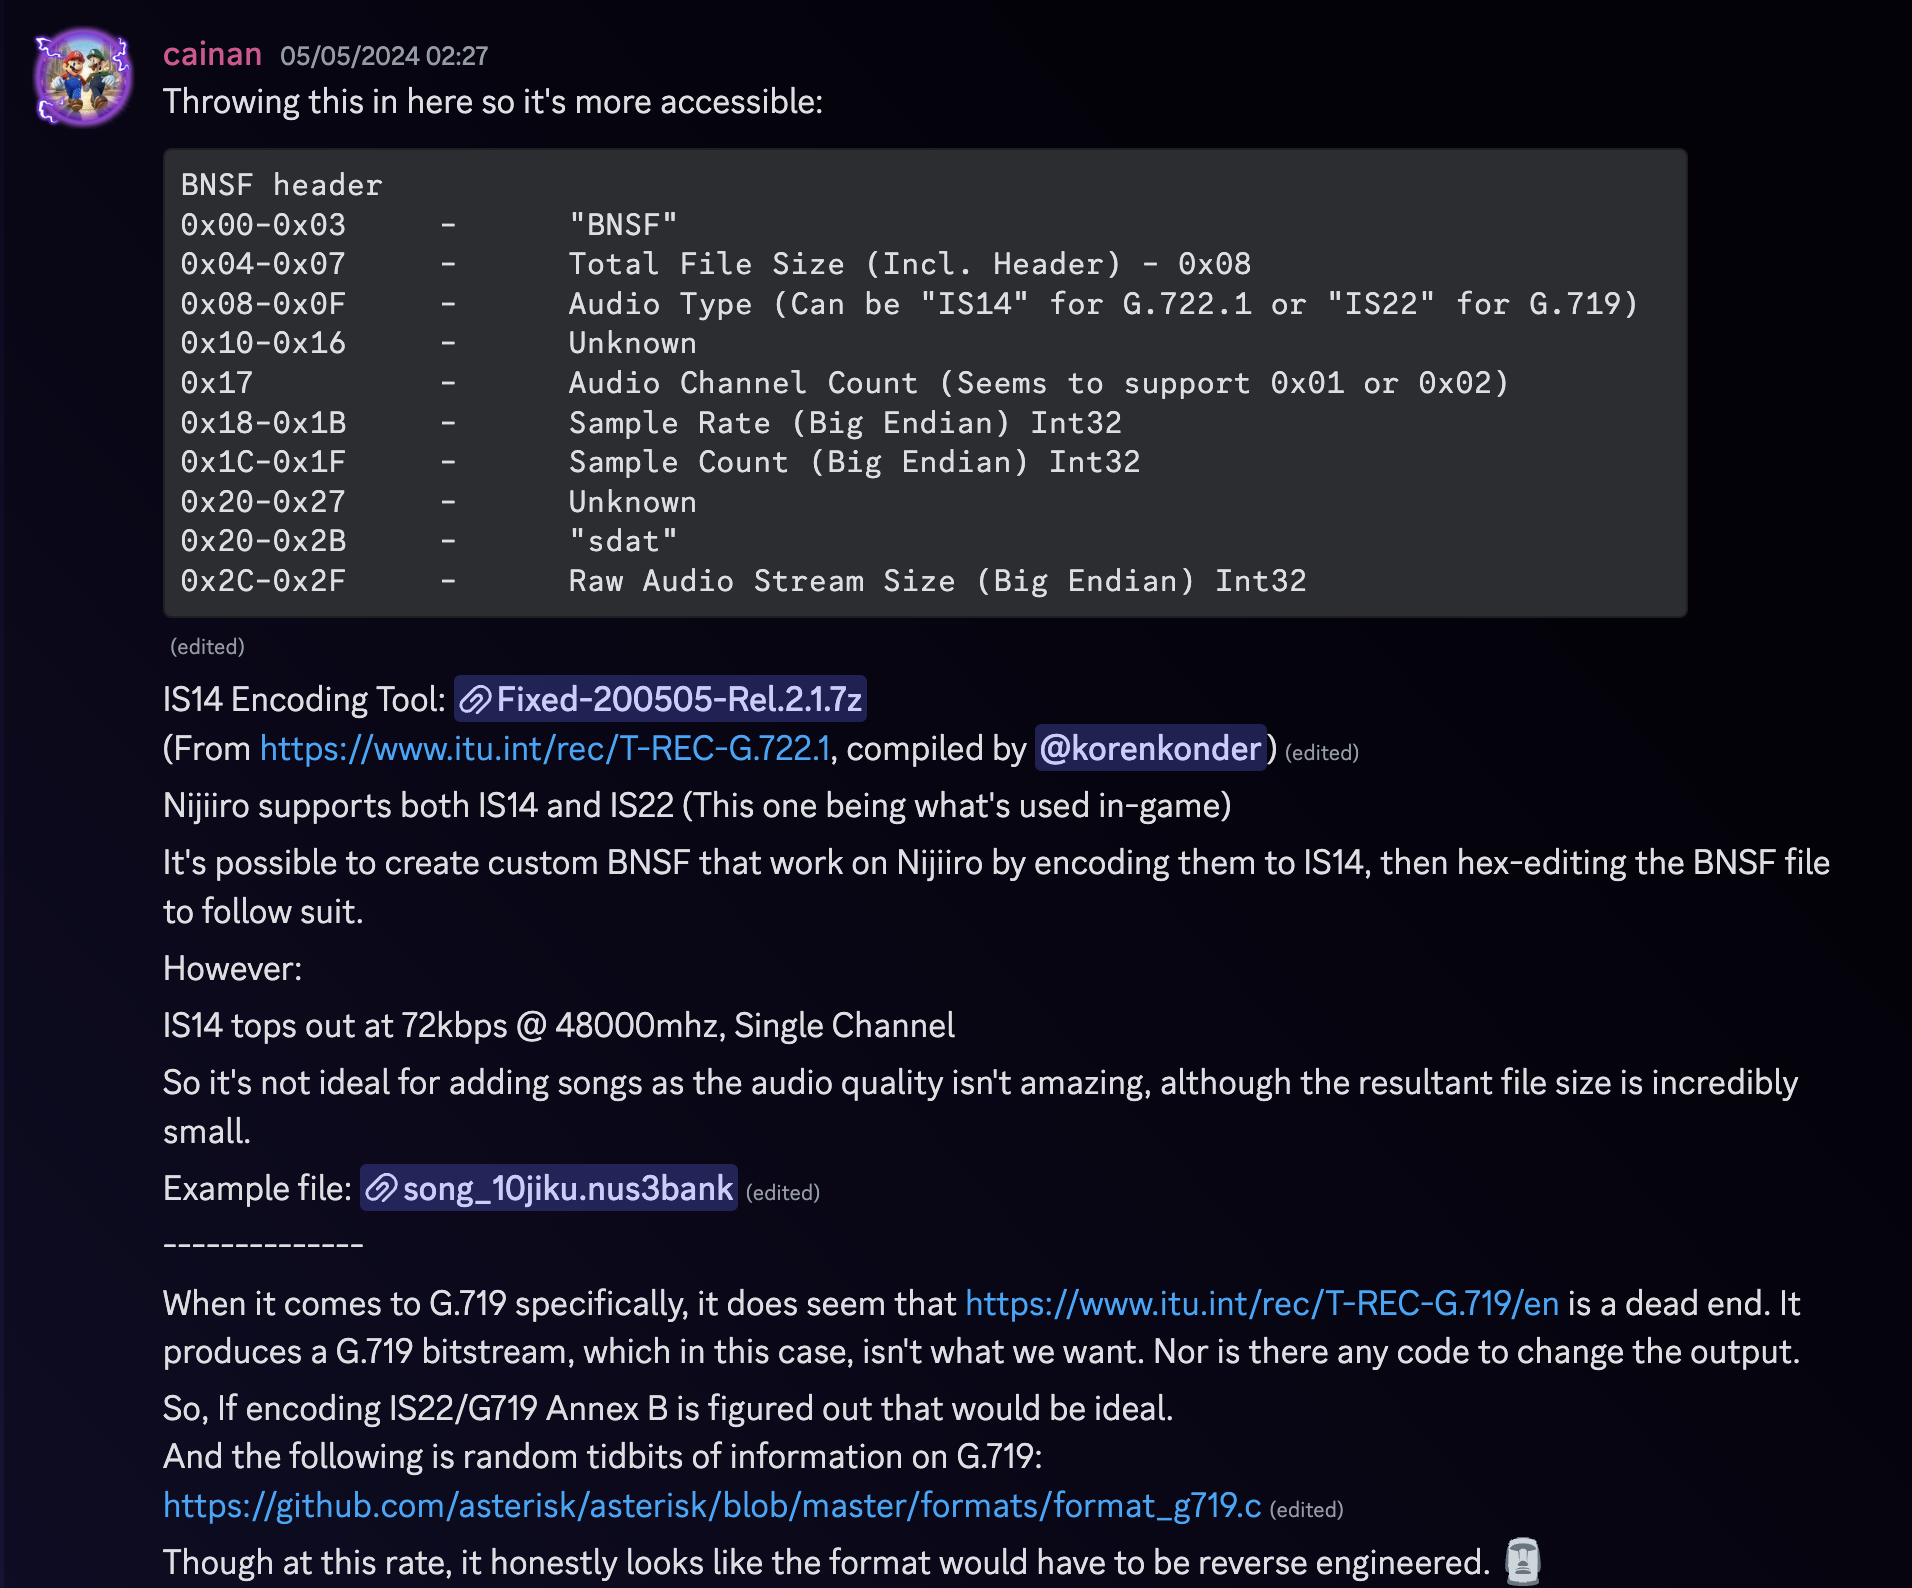 cainan 05/05/2024 02:27
Throwing this in here so it's more accessible:
BNSF header
0x00-0x03 - "BNSF"
0x04-0x07 - Total File Size (Incl. Header) - 0x08
0x08-0x0F - Audio Type (Can be "IS14" for G.722.1 or "IS22" for G.719)
0x10-0x16 - Unknown
0x17 - Audio Channel Count (Seems to support 0x01 or 0x02)
0x18-0x1B - Sample Rate (Big Endian) Int32
0x1C-0x1F - Sample Count (Big Endian) Int32
0x20-0x27 - Unknown
0x20-0x2B - "sdat"
0x2C-0x2F - Raw Audio Stream Size (Big Endian) Int32
(edited)
IS14 Encoding Tool: Fixed-200505-Rel.2.1.7z
(From https://www.itu.int/rec/T-REC-G.722.1, compiled by @korenkonder) (edited)
Nijiiro supports both IS14 and IS22 (This one being what's used in-game)
It's possible to create custom BNSF that work on Nijiiro by encoding them to IS14, then hex-editing the BNSF file
to follow suit.
However:
IS14 tops out at 72kbps @ 48000mhz, Single Channel
So it's not ideal for adding songs as the audio quality isn't amazing, although the resultant file size is incredibly
small.
Example file: song_10jiku.nus3bank (edited)
--------------
When it comes to G.719 specifically, it does seem that https://www.itu.int/rec/T-REC-G.719/en is a dead end. It
produces a G.719 bitstream, which in this case, isn't what we want. Nor is there any code to change the output.
So, If encoding IS22/G719 Annex B is figured out that would be ideal.
And the following is random tidbits of information on G.719:
https://github.com/asterisk/asterisk/blob/master/formats/format_g719.c (edited)
Though at this rate, it honestly looks like the format would have to be reverse engineered.